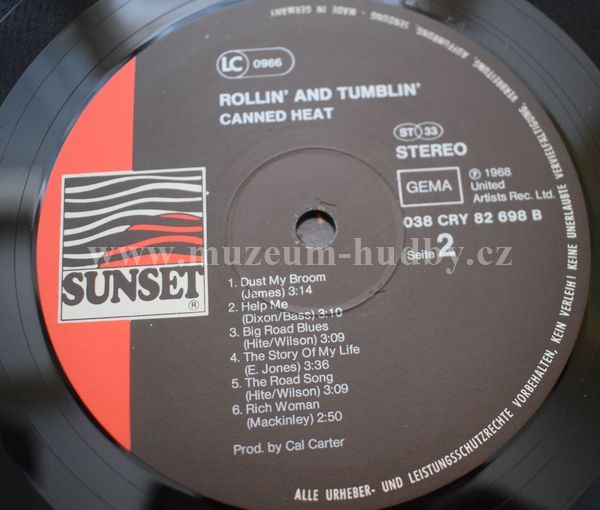 LC 0966
ROLLIN' AND TUMBLIN'
CANNED HEAT
ST 33
STEREO
GEMA
℗ 1968
United
Artists Rec. Ltd.
038 CRY 82 698 B
Seite 2
SUNSET ®
www.muzeum-hudby.cz
1. Dust My Broom
(James) 3:14
2. Help Me
(Dixon/Bass) 3:10
3. Big Road Blues
(Hite/Wilson) 3:09
4. The Story Of My Life
(E. Jones) 3:36
5. The Road Song
(Hite/Wilson) 3:09
6. Rich Woman
(Mackinley) 2:50
Prod. by Cal Carter
ALLE URHEBER- UND LEISTUNGSSCHUTZRECHTE VORBEHALTEN, KEIN VERLEIH! KEINE UNERLAUBTE VERVIELFÄLTIGUNG, VERBREITUNG, AUFFÜHRUNG, SENDUNG - MADE IN GERMANY